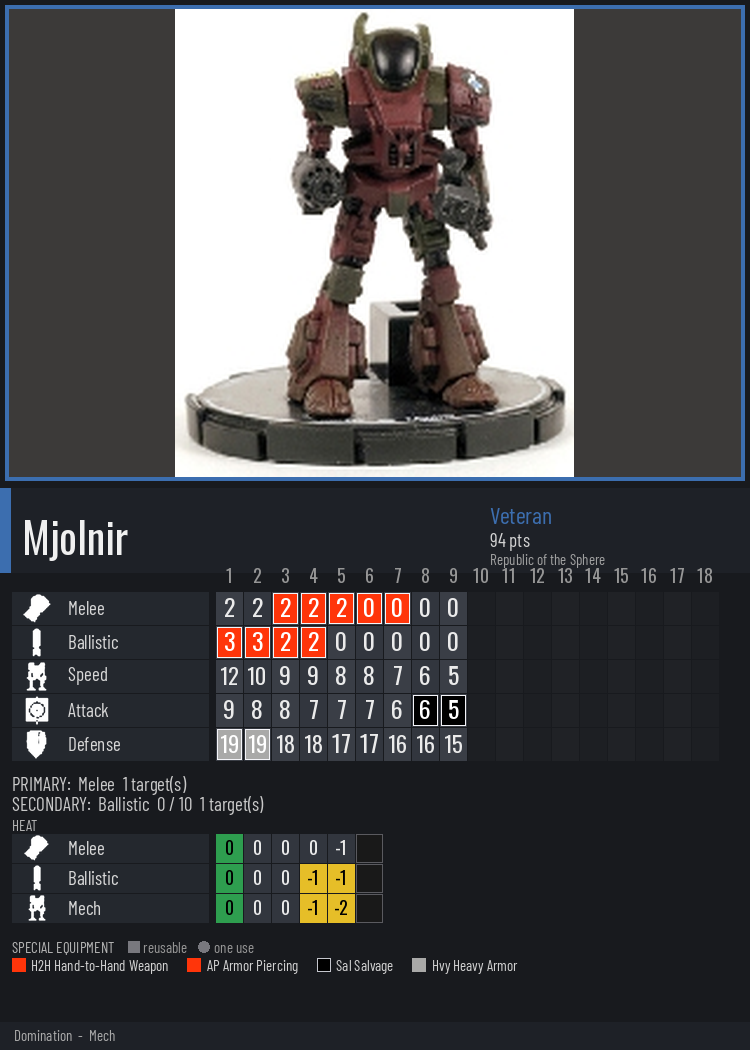 Mjolnir
Veteran
94 pts
Republic of the Sphere
1 2 3 4 5 6 7 8 9 10 11 12 13 14 15 16 17 18
Melee 2 2 2 2 2 0 0 0 0
Ballistic 3 3 2 2 0 0 0 0 0
Speed 12 10 9 9 8 8 7 6 5
Attack 9 8 8 7 7 7 6 6 5
Defense 19 19 18 18 17 17 16 16 15
PRIMARY: Melee 1 target(s)
SECONDARY: Ballistic 0 / 10 1 target(s)
HEAT
Melee 0 0 0 0 -1
Ballistic 0 0 0 -1 -1
Mech 0 0 0 -1 -2
SPECIAL EQUIPMENT reusable one use
H2H Hand-to-Hand Weapon AP Armor Piercing Sal Salvage Hvy Heavy Armor
Domination - Mech